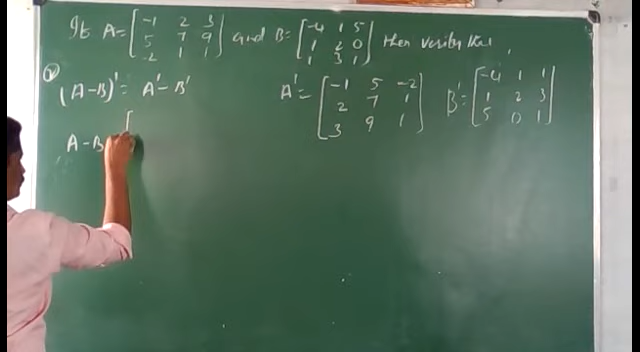 If A = [ -1 2 3 and B = [ -4 1 5 then verify that
5 7 9 1 2 0
-2 1 1 ] 1 3 1 ]
(A-B)' = A' - B' A' = [ -1 5 -2 B' = [ -4 1 1
2 7 1 1 2 3
3 9 1 ] 5 0 1 ]
A-B [